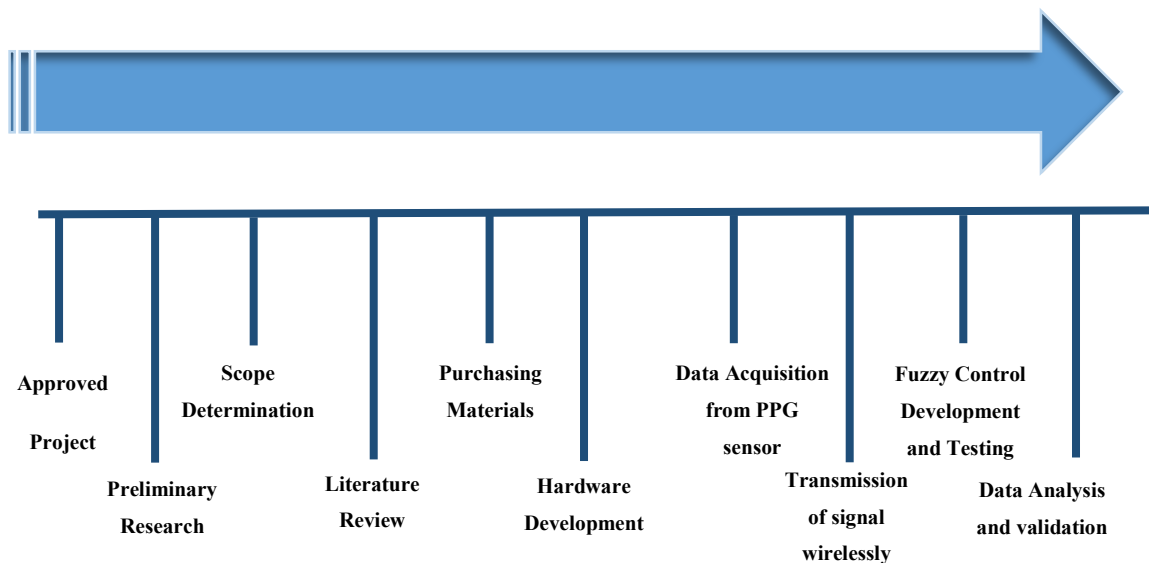 Approved
Project
Preliminary
Research
Scope
Determination
Literature
Review
Purchasing
Materials
Hardware
Development
Data Acquisition
from PPG
sensor
Transmission
of signal
wirelessly
Fuzzy Control
Development
and Testing
Data Analysis
and validation